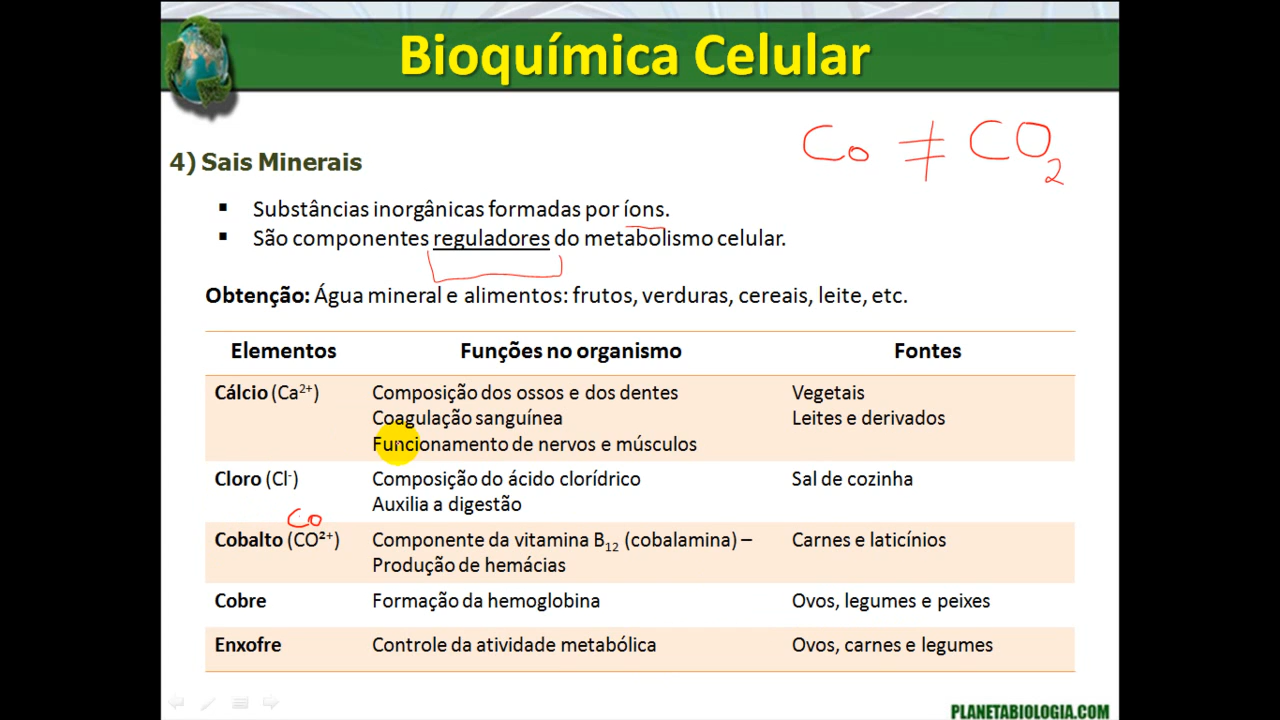 Bioquímica Celular
Co ≠ CO₂
4) Sais Minerais
▪ Substâncias inorgânicas formadas por íons.
▪ São componentes reguladores do metabolismo celular.
Obtenção: Água mineral e alimentos: frutos, verduras, cereais, leite, etc.
Elementos Funções no organismo Fontes
Cálcio (Ca²⁺) Composição dos ossos e dos dentes Vegetais
Coagulação sanguínea Leites e derivados
Funcionamento de nervos e músculos
Cloro (Cl⁻) Composição do ácido clorídrico Sal de cozinha
Auxilia a digestão
Co
Cobalto (CO²⁺) Componente da vitamina B₁₂ (cobalamina) – Carnes e laticínios
Produção de hemácias
Cobre Formação da hemoglobina Ovos, legumes e peixes
Enxofre Controle da atividade metabólica Ovos, carnes e legumes
PLANETABIOLOGIA.COM